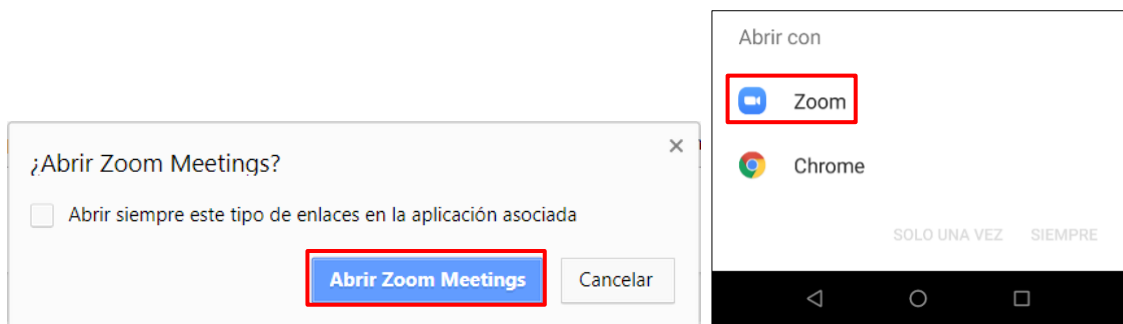 ¿Abrir Zoom Meetings?
Abrir siempre este tipo de enlaces en la aplicación asociada
Abrir Zoom Meetings
Cancelar
Abrir con
Zoom
Chrome
SOLO UNA VEZ SIEMPRE